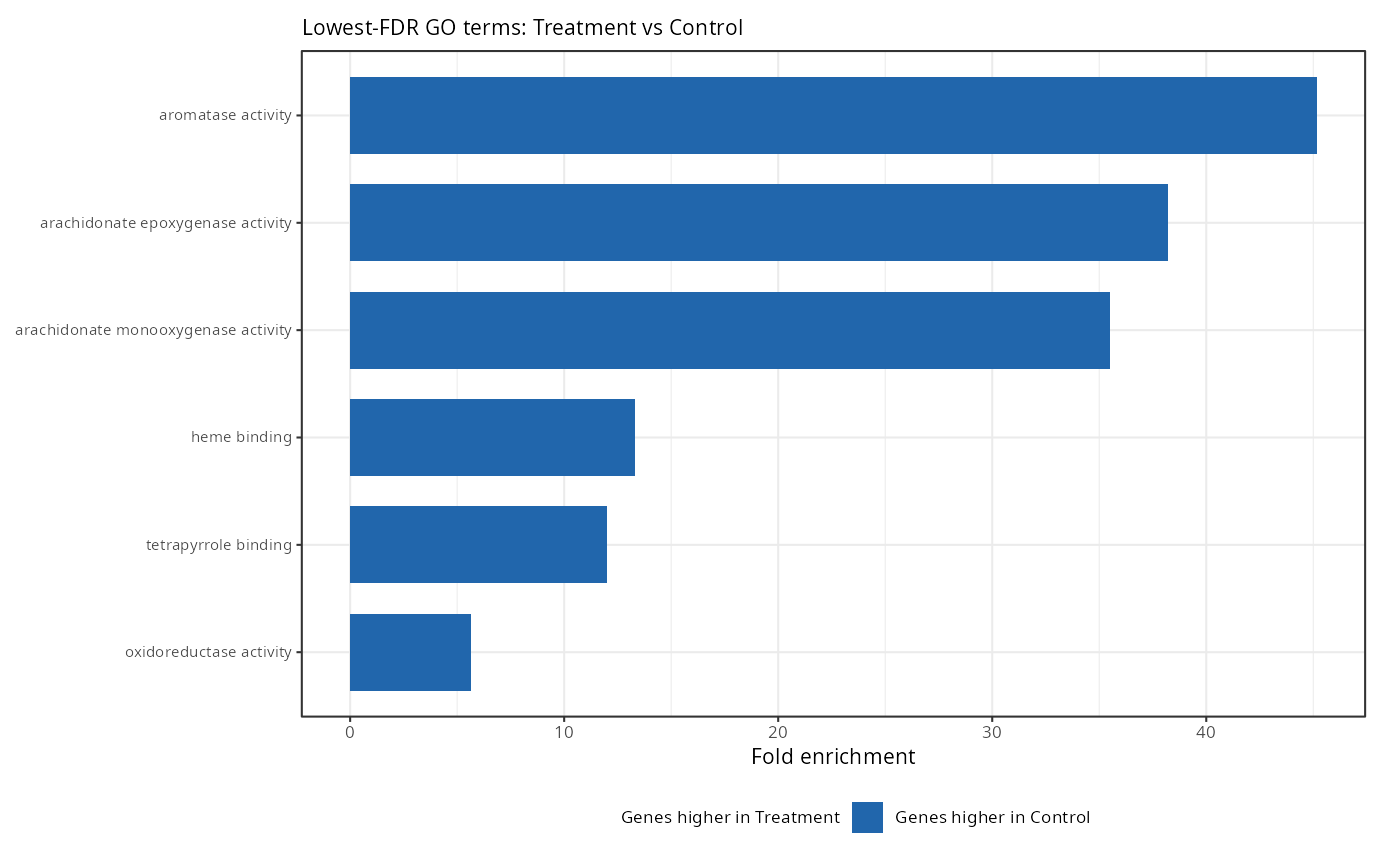 Lowest-FDR GO terms: Treatment vs Control
aromatase activity
arachidonate epoxygenase activity
arachidonate monooxygenase activity
heme binding
tetrapyrrole binding
oxidoreductase activity
0 10 20 30 40
Fold enrichment
Genes higher in Treatment Genes higher in Control